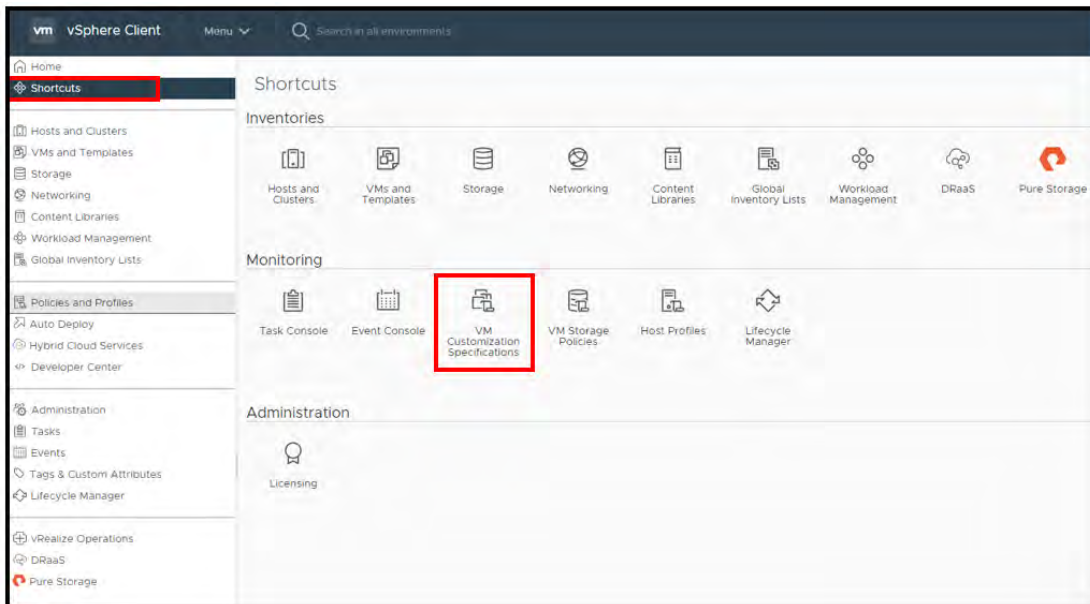 vm vSphere Client Menu Search in all environments
Home
Shortcuts
Hosts and Clusters
VMs and Templates
Storage
Networking
Content Libraries
Workload Management
Global Inventory Lists
Policies and Profiles
Auto Deploy
Hybrid Cloud Services
Developer Center
Administration
Tasks
Events
Tags & Custom Attributes
Lifecycle Manager
vRealize Operations
DRaaS
Pure Storage
Shortcuts
Inventories
Hosts and
Clusters
VMs and
Templates
Storage
Networking
Content
Libraries
Global
Inventory Lists
Workload
Management
DRaaS
Pure Storage
Monitoring
Task Console
Event Console
VM
Customization
Specifications
VM Storage
Policies
Host Profiles
Lifecycle
Manager
Administration
Licensing